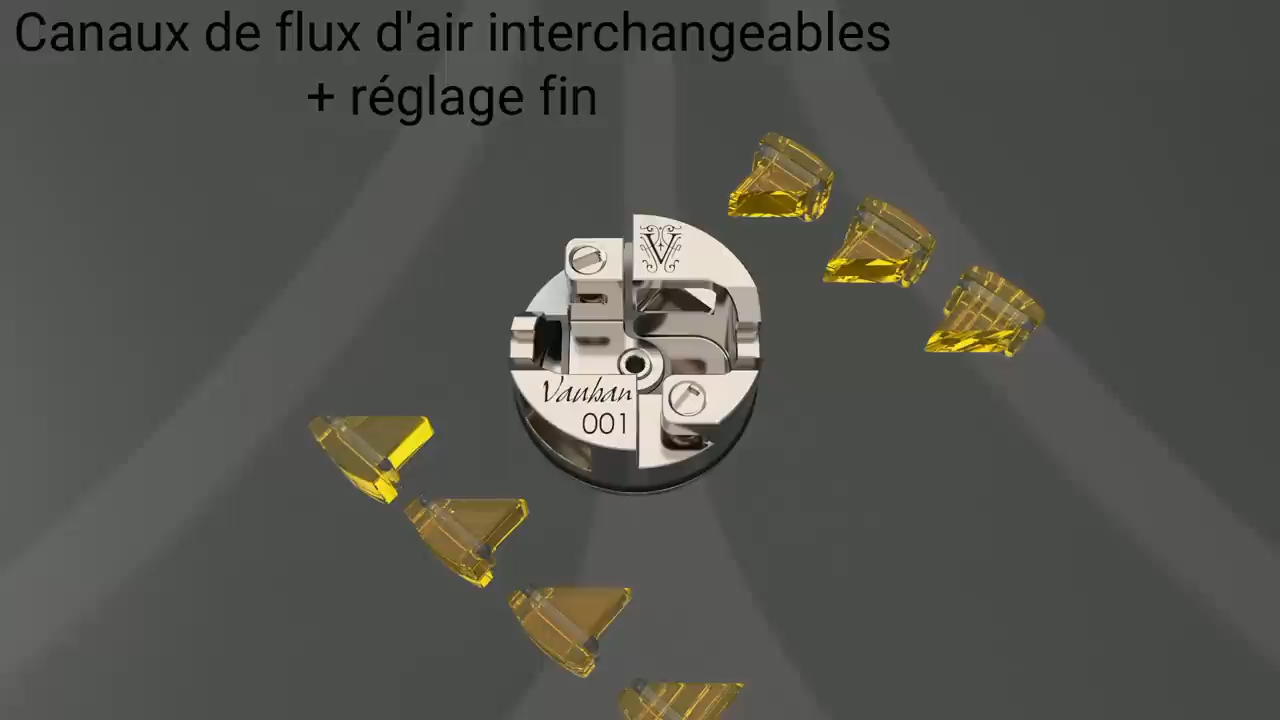 Canaux de flux d'air interchangeables
+ réglage fin
V
Vauban
001